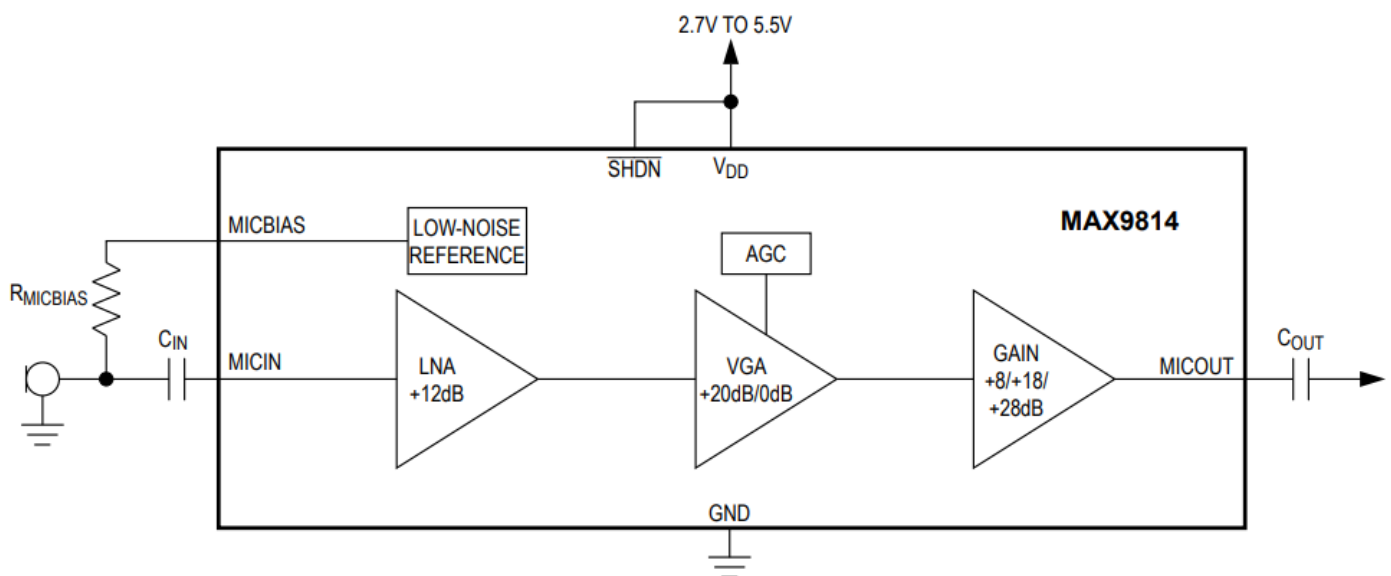 2.7V TO 5.5V
SHDN
VDD
MICBIAS
LOW-NOISE
REFERENCE
MAX9814
AGC
RMICBIAS
CIN
MICIN
LNA
+12dB
VGA
+20dB/0dB
GAIN
+8/+18/
+28dB
MICOUT
COUT
GND